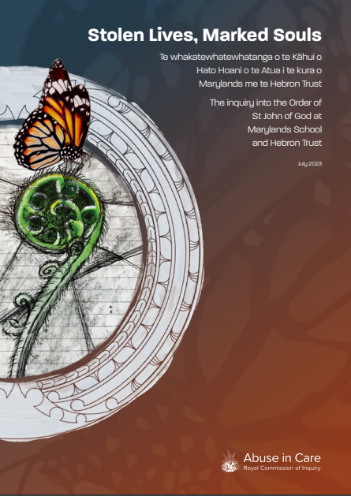 Stolen Lives, Marked Souls
Te whakatewhatewhatanga o te Kāhui o
Hato Hoani o te Atua i te kura o
Marylands me te Hebron Trust
The inquiry into the Order of
St John of God at
Marylands School
and Hebron Trust
July 2023
Abuse in Care
Royal Commission of Inquiry